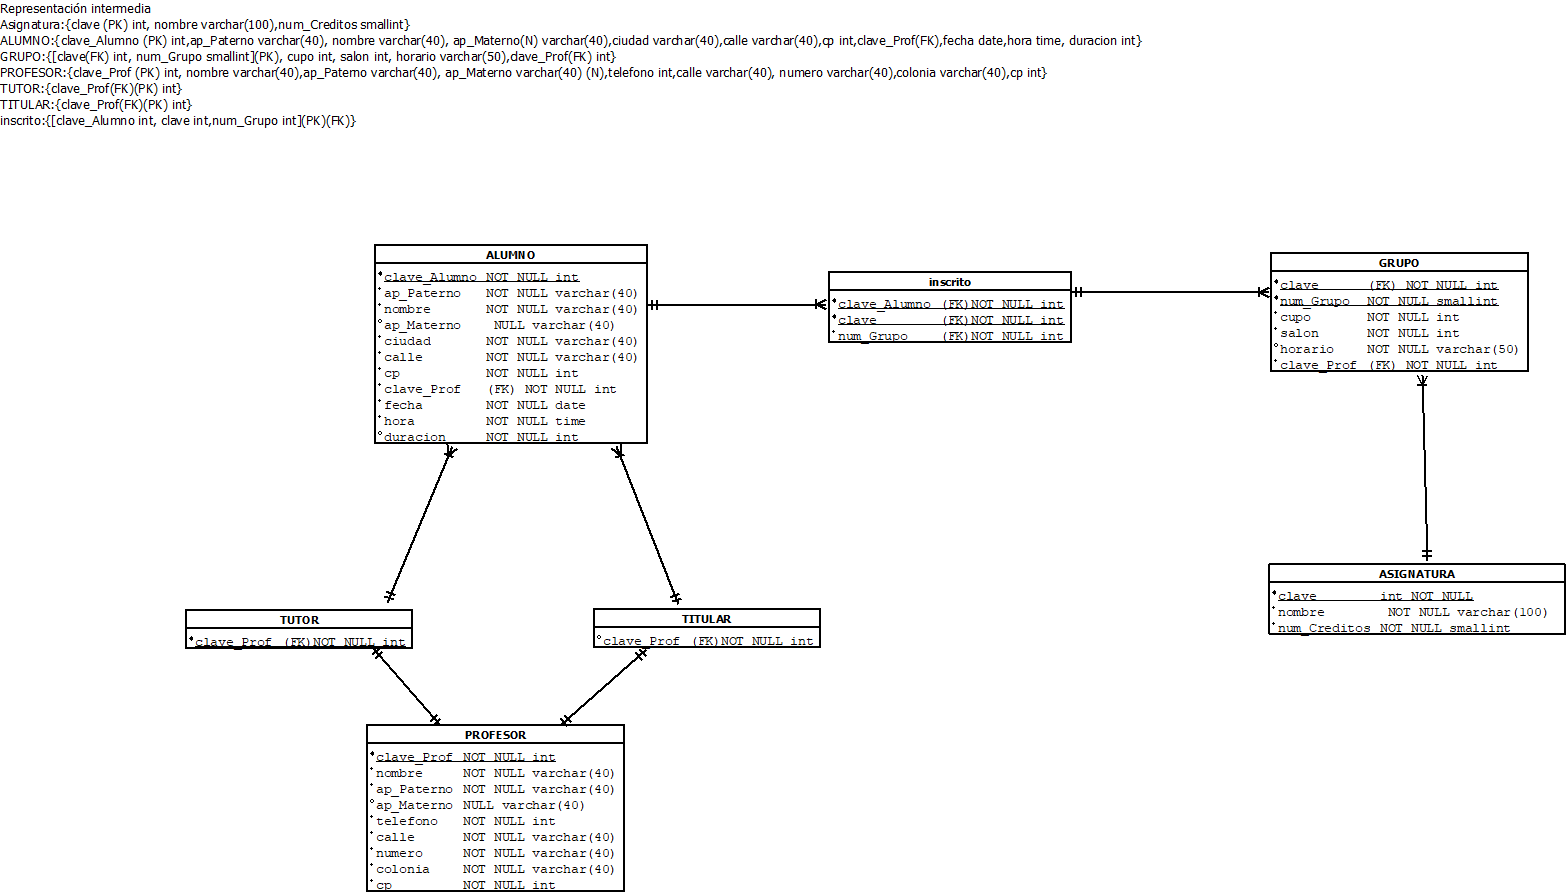 Representación intermedia
Asignatura:{clave (PK) int, nombre varchar(100),num_Creditos smallint}
ALUMNO:{clave_Alumno (PK) int,ap_Paterno varchar(40), nombre varchar(40), ap_Materno(N) varchar(40),ciudad varchar(40),calle varchar(40),cp int,clave_Prof(FK),fecha date,hora time, duracion int}
GRUPO:{[clave(FK) int, num_Grupo smallint](PK), cupo int, salon int, horario varchar(50),clave_Prof(FK) int}
PROFESOR:{clave_Prof (PK) int, nombre varchar(40),ap_Paterno varchar(40), ap_Materno varchar(40) (N),telefono int,calle varchar(40), numero varchar(40),colonia varchar(40),cp int}
TUTOR:{clave_Prof(FK)(PK) int}
TITULAR:{clave_Prof(FK)(PK) int}
inscrito:{[clave_Alumno int, clave int,num_Grupo int](PK)(FK)}
ALUMNO
clave_Alumno NOT NULL int
ap_Paterno NOT NULL varchar(40)
nombre NOT NULL varchar(40)
ap_Materno NULL varchar(40)
ciudad NOT NULL varchar(40)
calle NOT NULL varchar(40)
cp NOT NULL int
clave_Prof (FK) NOT NULL int
fecha NOT NULL date
hora NOT NULL time
duracion NOT NULL int
inscrito
clave_Alumno (FK)NOT NULL int
clave (FK)NOT NULL int
num_Grupo (FK)NOT NULL int
GRUPO
clave (FK) NOT NULL int
num_Grupo NOT NULL smallint
cupo NOT NULL int
salon NOT NULL int
horario NOT NULL varchar(50)
clave_Prof (FK) NOT NULL int
TUTOR
clave_Prof (FK)NOT NULL int
TITULAR
clave_Prof (FK)NOT NULL int
ASIGNATURA
clave int NOT NULL
nombre NOT NULL varchar(100)
num_Creditos NOT NULL smallint
PROFESOR
clave_Prof NOT NULL int
nombre NOT NULL varchar(40)
ap_Paterno NOT NULL varchar(40)
ap_Materno NULL varchar(40)
telefono NOT NULL int
calle NOT NULL varchar(40)
numero NOT NULL varchar(40)
colonia NOT NULL varchar(40)
cp NOT NULL int